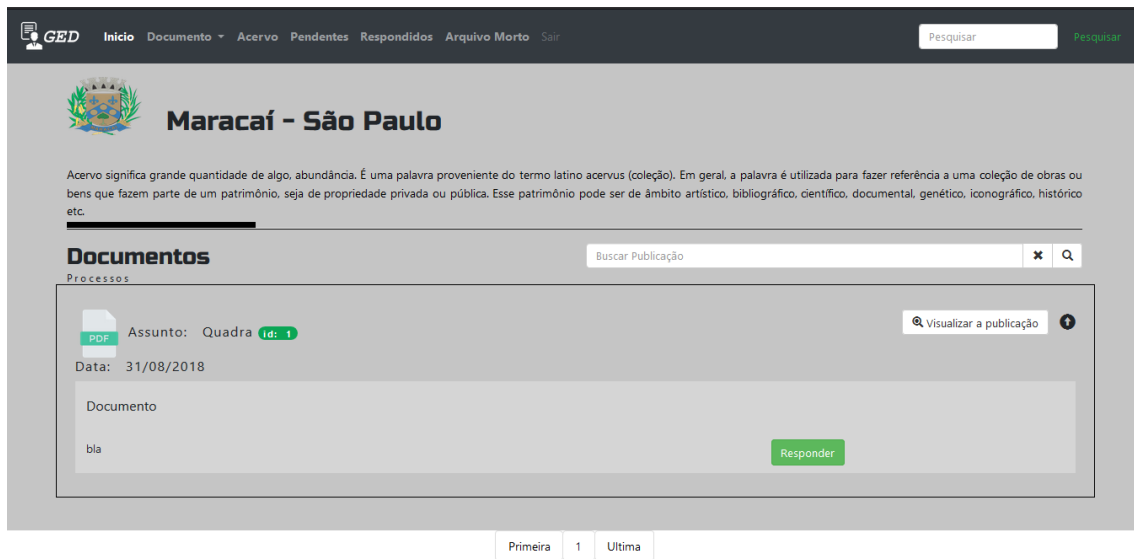 GED Inicio Documento Acervo Pendentes Respondidos Arquivo Morto Sair Pesquisar Pesquisar
Maracaí - São Paulo
Acervo significa grande quantidade de algo, abundância. É uma palavra proveniente do termo latino acervus (coleção). Em geral, a palavra é utilizada para fazer referência a uma coleção de obras ou
bens que fazem parte de um patrimônio, seja de propriedade privada ou pública. Esse patrimônio pode ser de âmbito artístico, bibliográfico, científico, documental, genético, iconográfico, histórico
etc.
Documentos Buscar Publicação
Processos
PDF Assunto: Quadra id: 1 Visualizar a publicação
Data: 31/08/2018
Documento
bla Responder
Primeira 1 Ultima